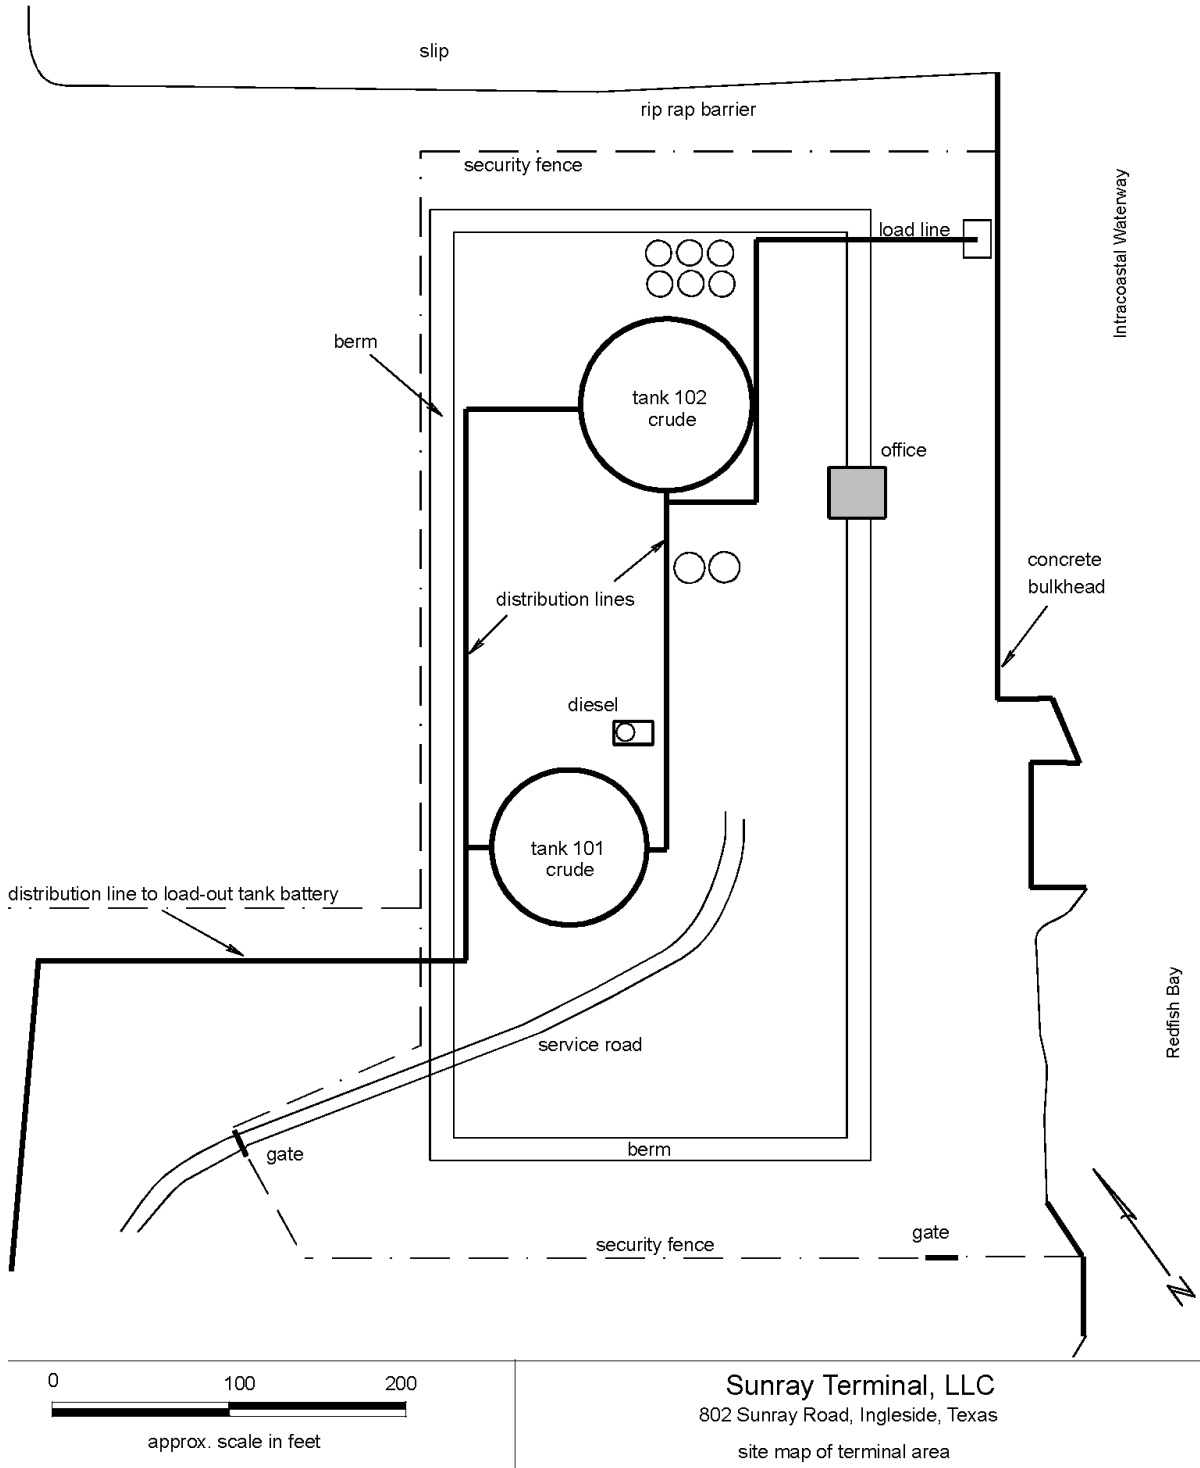 slip
rip rap barrier
security fence
Intracoastal Waterway
load line
berm
tank 102
crude
office
concrete
bulkhead
distribution lines
diesel
tank 101
crude
distribution line to load-out tank battery
Redfish Bay
service road
berm
gate
gate
security fence
N
0 100 200
approx. scale in feet
Sunray Terminal, LLC
802 Sunray Road, Ingleside, Texas
site map of terminal area